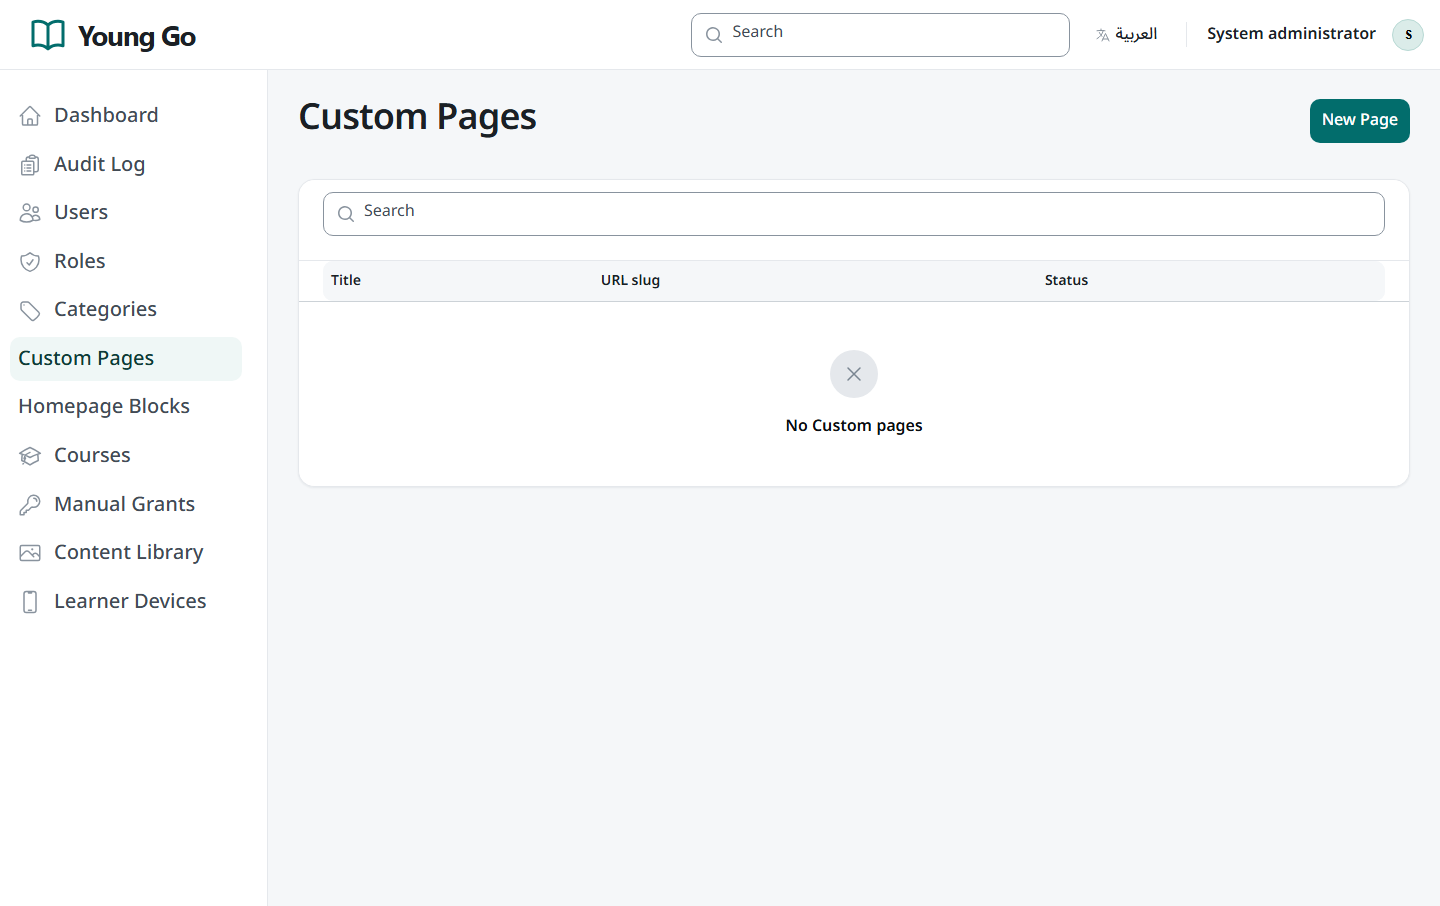 Young Go
Search
العربية
System administrator
S
Dashboard
Audit Log
Users
Roles
Categories
Custom Pages
Homepage Blocks
Courses
Manual Grants
Content Library
Learner Devices
Custom Pages
New Page
Search
Title
URL slug
Status
No Custom pages